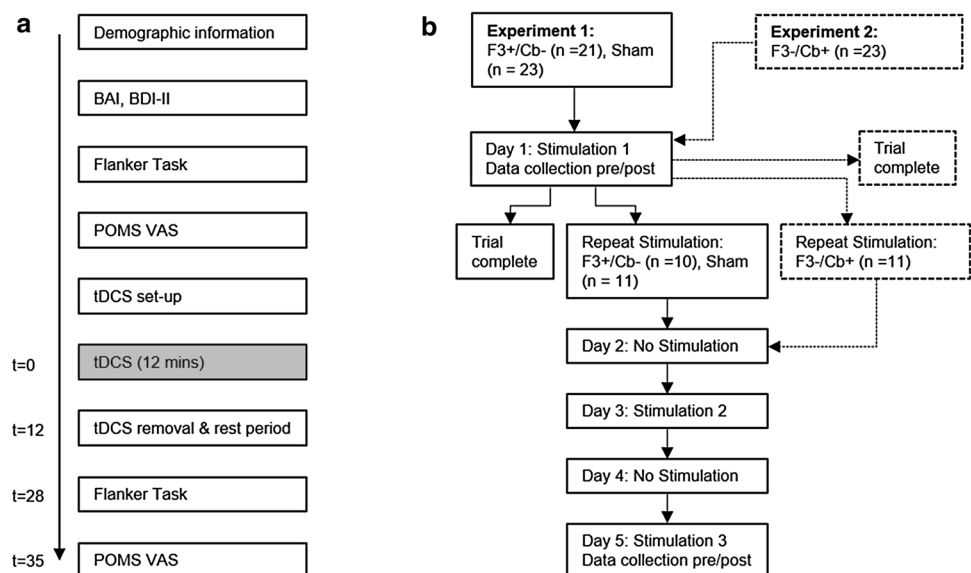 a
Demographic information
BAI, BDI-II
Flanker Task
POMS VAS
tDCS set-up
t=0
tDCS (12 mins)
t=12
tDCS removal & rest period
t=28
Flanker Task
t=35
POMS VAS
b
Experiment 1:
F3+/Cb- (n =21), Sham
(n = 23)
Experiment 2:
F3-/Cb+ (n =23)
Day 1: Stimulation 1
Data collection pre/post
Trial
complete
Trial
complete
Repeat Stimulation:
F3+/Cb- (n =10), Sham
(n = 11)
Repeat Stimulation:
F3-/Cb+ (n =11)
Day 2: No Stimulation
Day 3: Stimulation 2
Day 4: No Stimulation
Day 5: Stimulation 3
Data collection pre/post